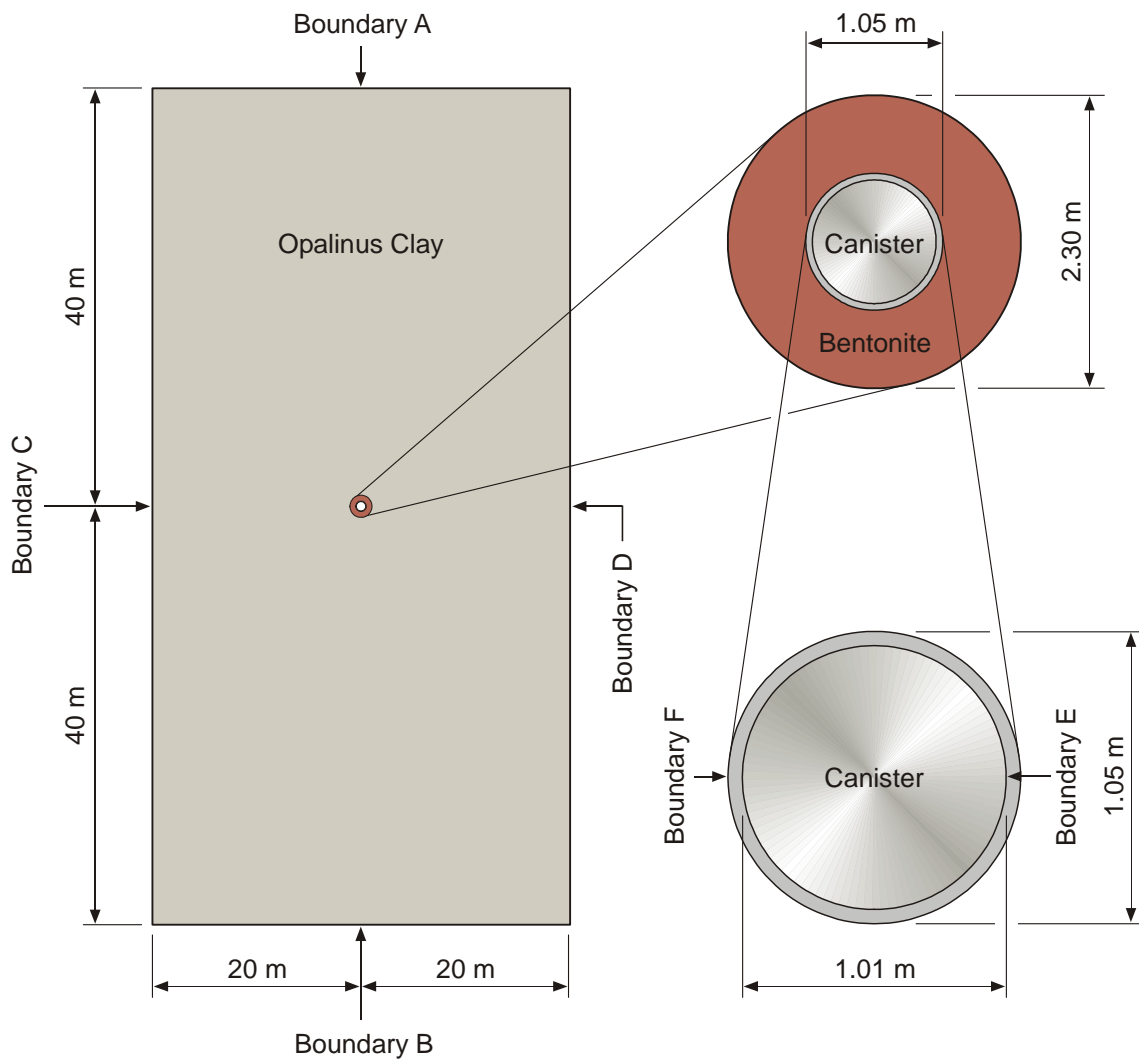 Boundary A
1.05 m
40 m
Opalinus Clay
Canister
2.30 m
Bentonite
Boundary C
Boundary D
40 m
Boundary F
Canister
Boundary E
1.05 m
20 m
20 m
1.01 m
Boundary B